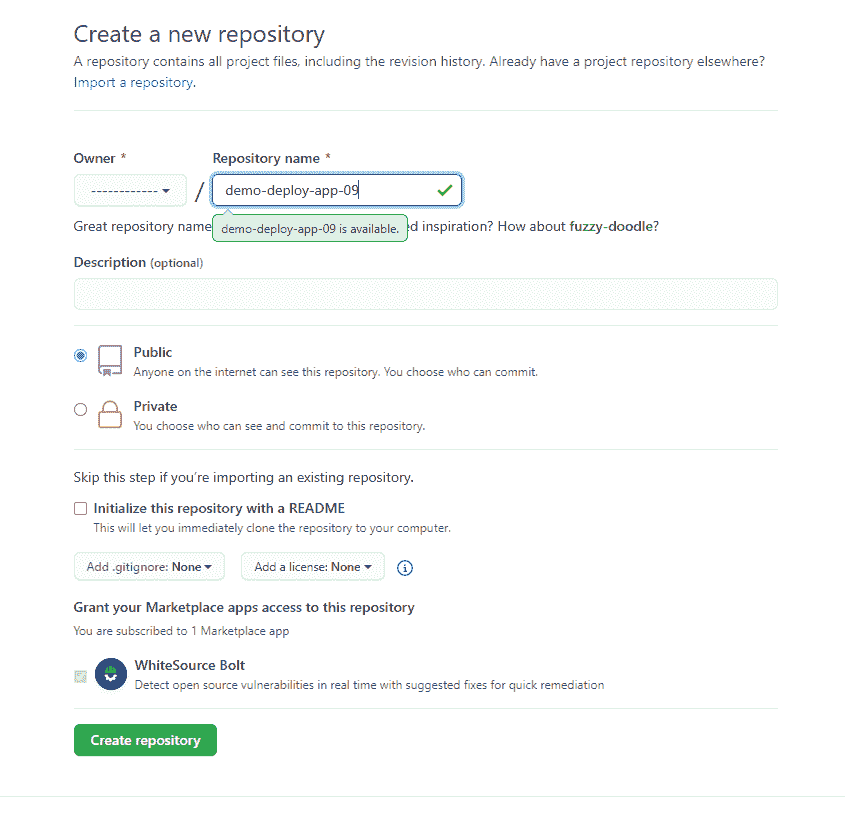 Create a new repository
A repository contains all project files, including the revision history. Already have a project repository elsewhere?
Import a repository.
Owner *
Repository name *
------------
/
demo-deploy-app-09
Great repository name
demo-deploy-app-09 is available.
d inspiration? How about fuzzy-doodle?
Description (optional)
Public
Anyone on the internet can see this repository. You choose who can commit.
Private
You choose who can see and commit to this repository.
Skip this step if you're importing an existing repository.
Initialize this repository with a README
This will let you immediately clone the repository to your computer.
Add .gitignore: None
Add a license: None
Grant your Marketplace apps access to this repository
You are subscribed to 1 Marketplace app
WhiteSource Bolt
Detect open source vulnerabilities in real time with suggested fixes for quick remediation
Create repository